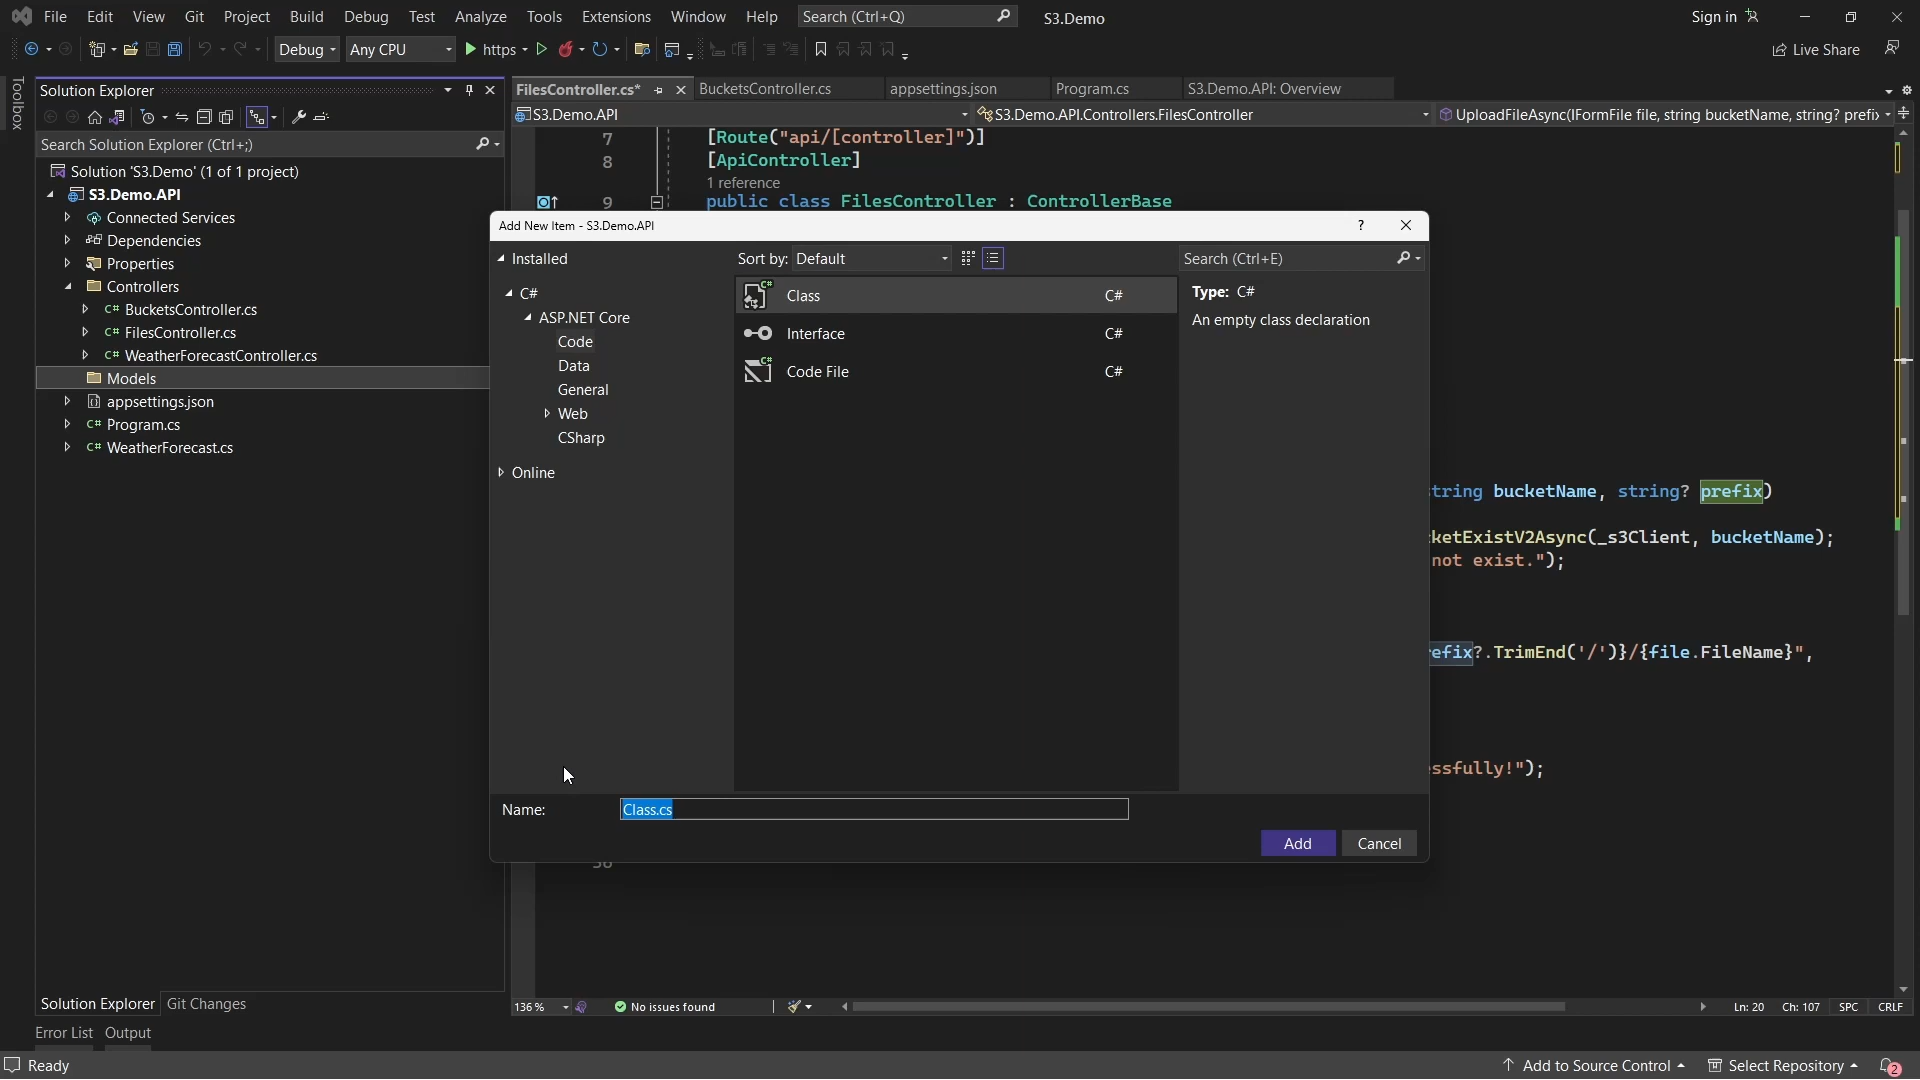 File Edit View Git Project Build Debug Test Analyze Tools Extensions Window Help Search (Ctrl+Q) S3.Demo Sign in
Debug Any CPU https Live Share
Toolbox
Solution Explorer
Search Solution Explorer (Ctrl+;)
Solution 'S3.Demo' (1 of 1 project)
S3.Demo.API
Connected Services
Dependencies
Properties
Controllers
C# BucketsController.cs
C# FilesController.cs
C# WeatherForecastController.cs
Models
appsettings.json
C# Program.cs
C# WeatherForecast.cs
Solution Explorer Git Changes
FilesController.cs* BucketsController.cs appsettings.json Program.cs S3.Demo.API: Overview
S3.Demo.API S3.Demo.API.Controllers.FilesController UploadFileAsync(IFormFile file, string bucketName, string? prefix
7 [Route("api/[controller]")]
8 [ApiController]
1 reference
9 public class FilesController : ControllerBase
Add New Item - S3.Demo.API ?
Installed
C#
ASP.NET Core
Code
Data
General
Web
CSharp
Online
Sort by: Default
Class C#
Interface C#
Code File C#
Search (Ctrl+E)
Type: C#
An empty class declaration
Name: Class.cs
Add Cancel
string bucketName, string? prefix)
ketExistV2Async(_s3Client, bucketName);
not exist.");
refix?.TrimEnd('/')}/{file.FileName}",
ssfully!");
136 % No issues found Ln: 20 Ch: 107 SPC CRLF
Error List Output
Ready Add to Source Control Select Repository 2